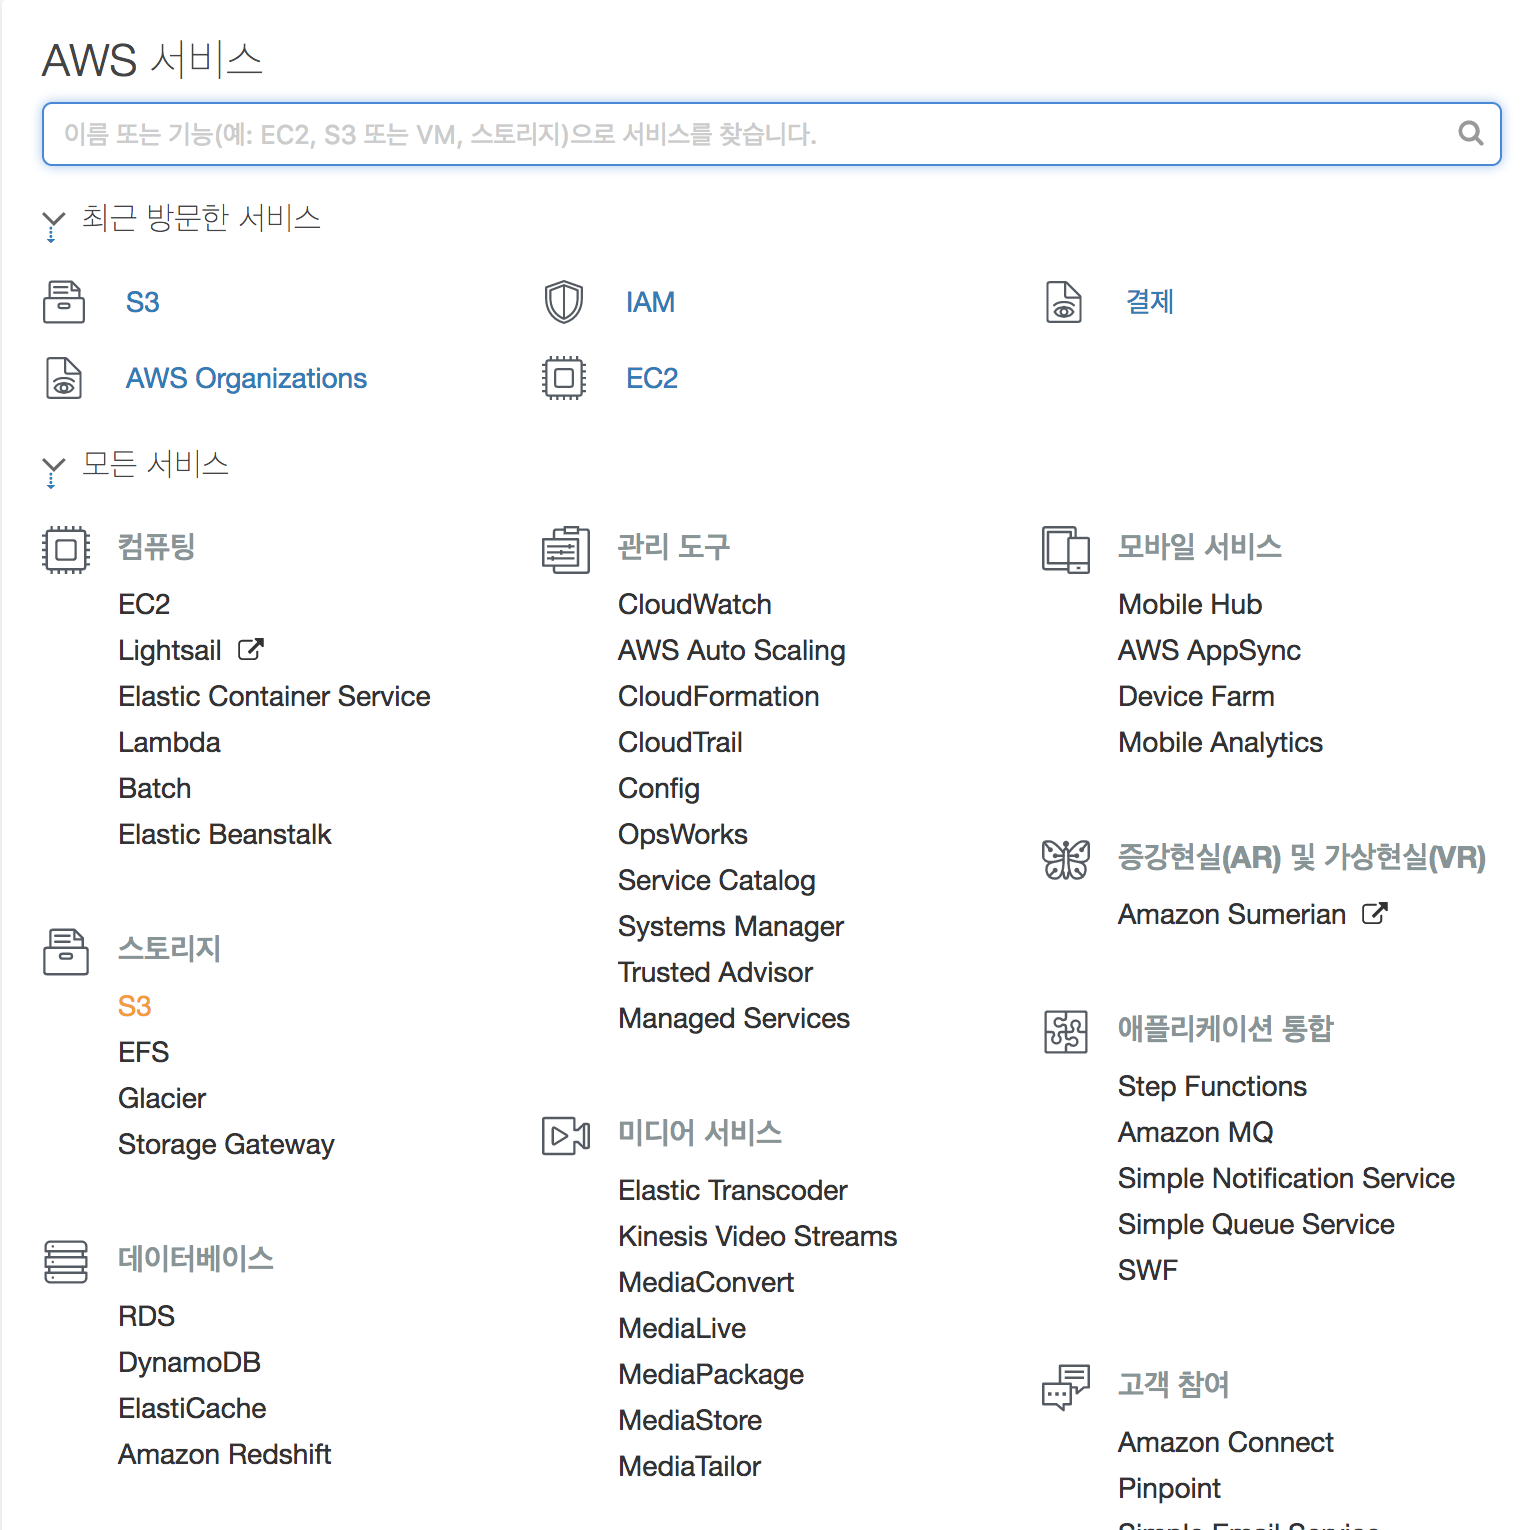 AWS 서비스
이름 또는 기능(예: EC2, S3 또는 VM, 스토리지)으로 서비스를 찾습니다.
최근 방문한 서비스
S3
IAM
결제
AWS Organizations
EC2
모든 서비스
컴퓨팅
EC2
Lightsail
Elastic Container Service
Lambda
Batch
Elastic Beanstalk
스토리지
S3
EFS
Glacier
Storage Gateway
데이터베이스
RDS
DynamoDB
ElastiCache
Amazon Redshift
관리 도구
CloudWatch
AWS Auto Scaling
CloudFormation
CloudTrail
Config
OpsWorks
Service Catalog
Systems Manager
Trusted Advisor
Managed Services
미디어 서비스
Elastic Transcoder
Kinesis Video Streams
MediaConvert
MediaLive
MediaPackage
MediaStore
MediaTailor
모바일 서비스
Mobile Hub
AWS AppSync
Device Farm
Mobile Analytics
증강현실(AR) 및 가상현실(VR)
Amazon Sumerian
애플리케이션 통합
Step Functions
Amazon MQ
Simple Notification Service
Simple Queue Service
SWF
고객 참여
Amazon Connect
Pinpoint
Simple Email Service